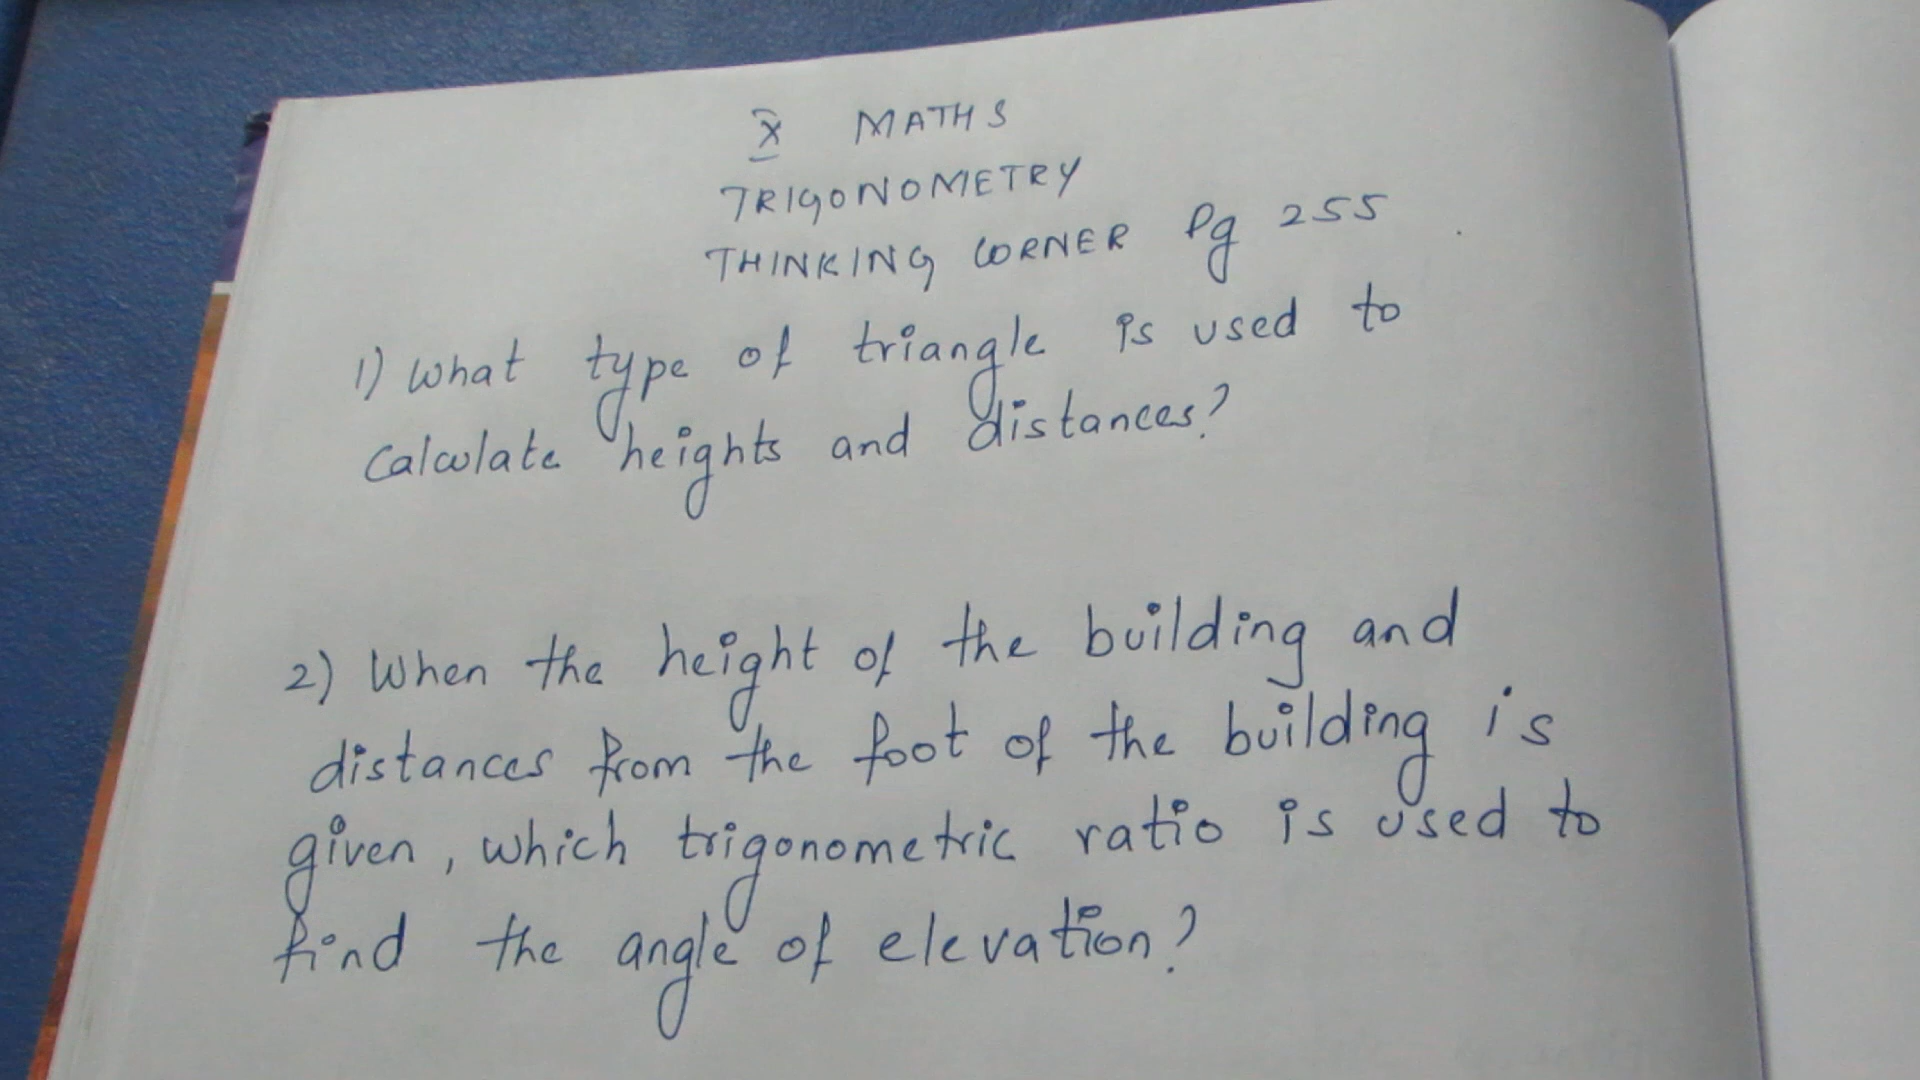 X MATHS
TRIGONOMETRY
THINKING CORNER Pg 255
1) What type of triangle is used to
calculate heights and distances?
2) When the height of the building and
distances from the foot of the building is
given, which trigonometric ratio is used to
find the angle of elevation?